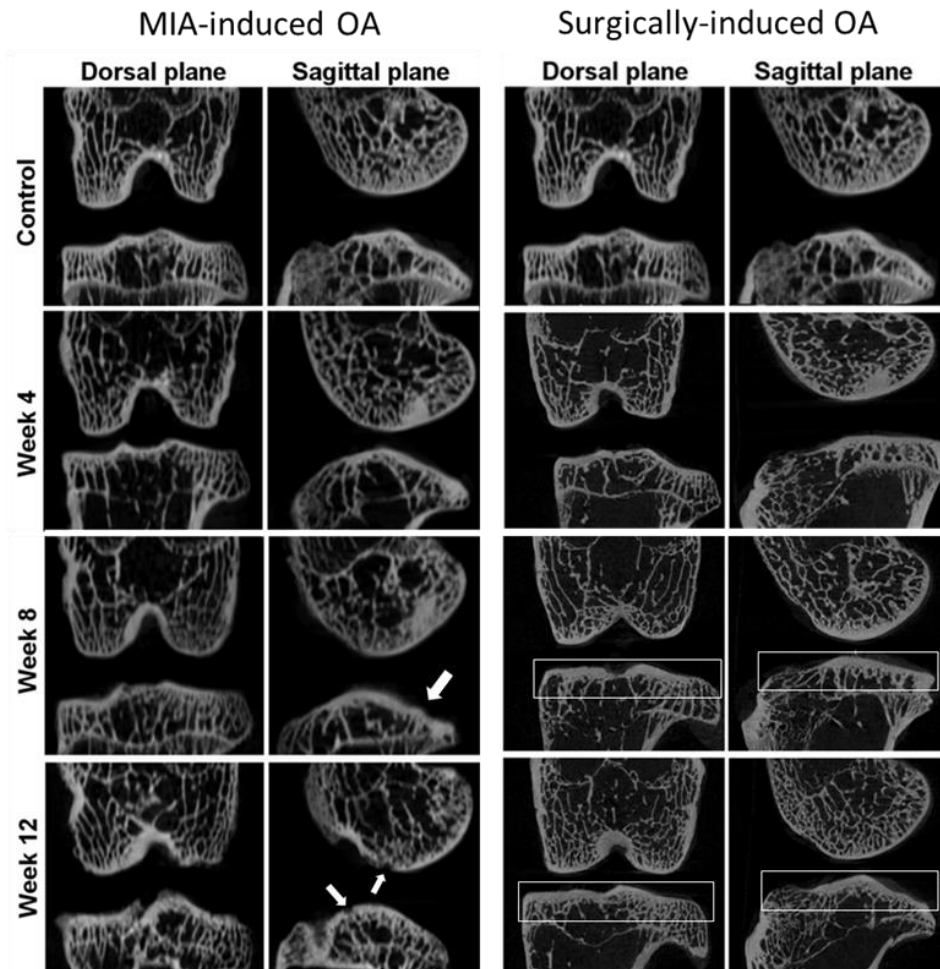 MIA-induced OA
Surgically-induced OA
Dorsal plane
Sagittal plane
Dorsal plane
Sagittal plane
Control
Week 4
Week 8
Week 12